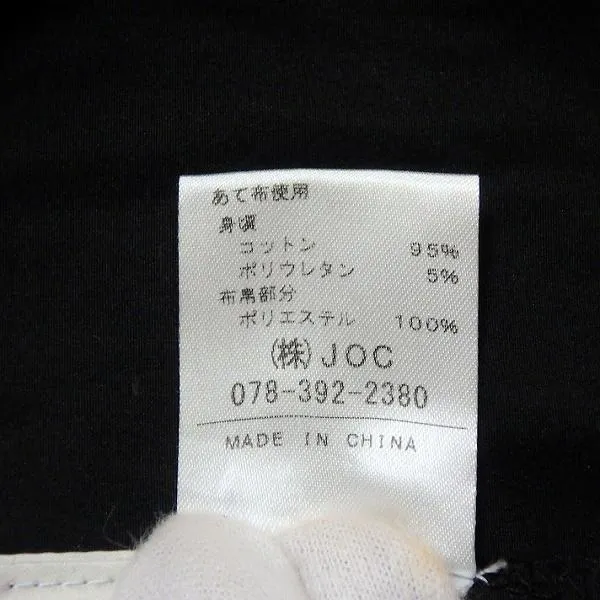 あて布使用
身頃
コットン 95%
ポリウレタン 5%
布帛部分
ポリエステル 100%
(株)JOC
078-392-2380
MADE IN CHINA